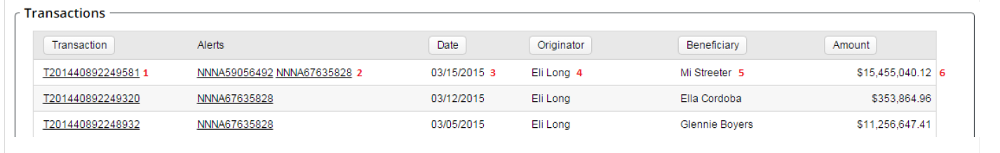 Transactions
Transaction Alerts Date Originator Beneficiary Amount
T201440892249581 1 NNNA59056492 NNNA67635828 2 03/15/2015 3 Eli Long 4 Mi Streeter 5 $15,455,040.12 6
T201440892249320 NNNA67635828 03/12/2015 Eli Long Ella Cordoba $353,864.96
T201440892248932 NNNA67635828 03/05/2015 Eli Long Glennie Boyers $11,256,647.41